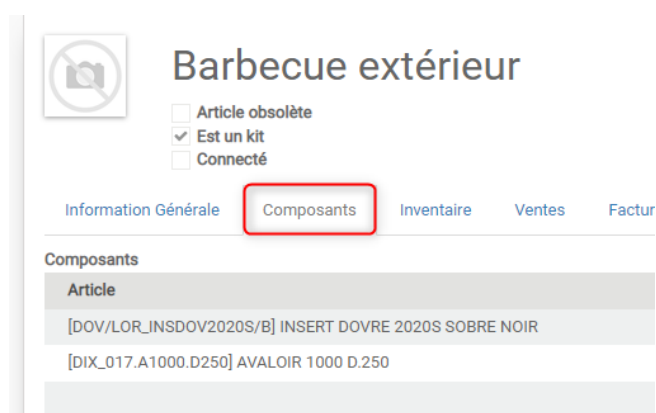 Barbecue extérieur
Article obsolète
Est un kit
Connecté
Information Générale Composants Inventaire Ventes Factur
Composants
Article
[DOV/LOR_INSDOV2020S/B] INSERT DOVRE 2020S SOBRE NOIR
[DIX_017.A1000.D250] AVALOIR 1000 D.250